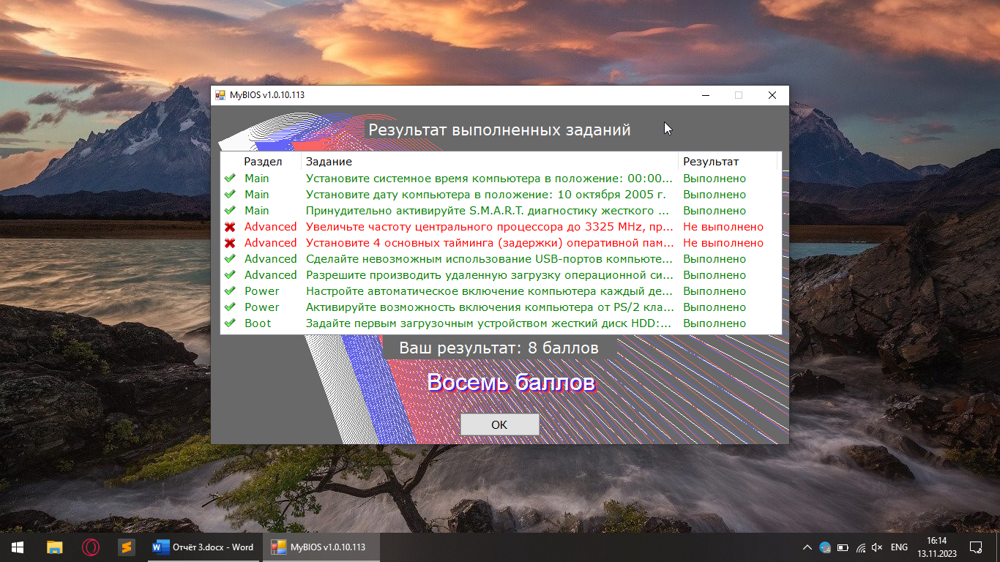 MyBIOS v1.0.10.113
Результат выполненных заданий
Раздел Задание Результат
Main Установите системное время компьютера в положение: 00:00... Выполнено
Main Установите дату компьютера в положение: 10 октября 2005 г. Выполнено
Main Принудительно активируйте S.M.A.R.T. диагностику жесткого ... Выполнено
Advanced Увеличьте частоту центрального процессора до 3325 MHz, пр... Не выполнено
Advanced Установите 4 основных тайминга (задержки) оперативной пам... Не выполнено
Advanced Сделайте невозможным использование USB-портов компьюте... Выполнено
Advanced Разрешите производить удаленную загрузку операционной си... Выполнено
Power Настройте автоматическое включение компьютера каждый де... Выполнено
Power Активируйте возможность включения компьютера от PS/2 кла... Выполнено
Boot Задайте первым загрузочным устройством жесткий диск HDD:... Выполнено
Ваш результат: 8 баллов
Восемь баллов
OK
Отчёт 3.docx - Word MyBIOS v1.0.10.113 ENG 16:14
13.11.2023